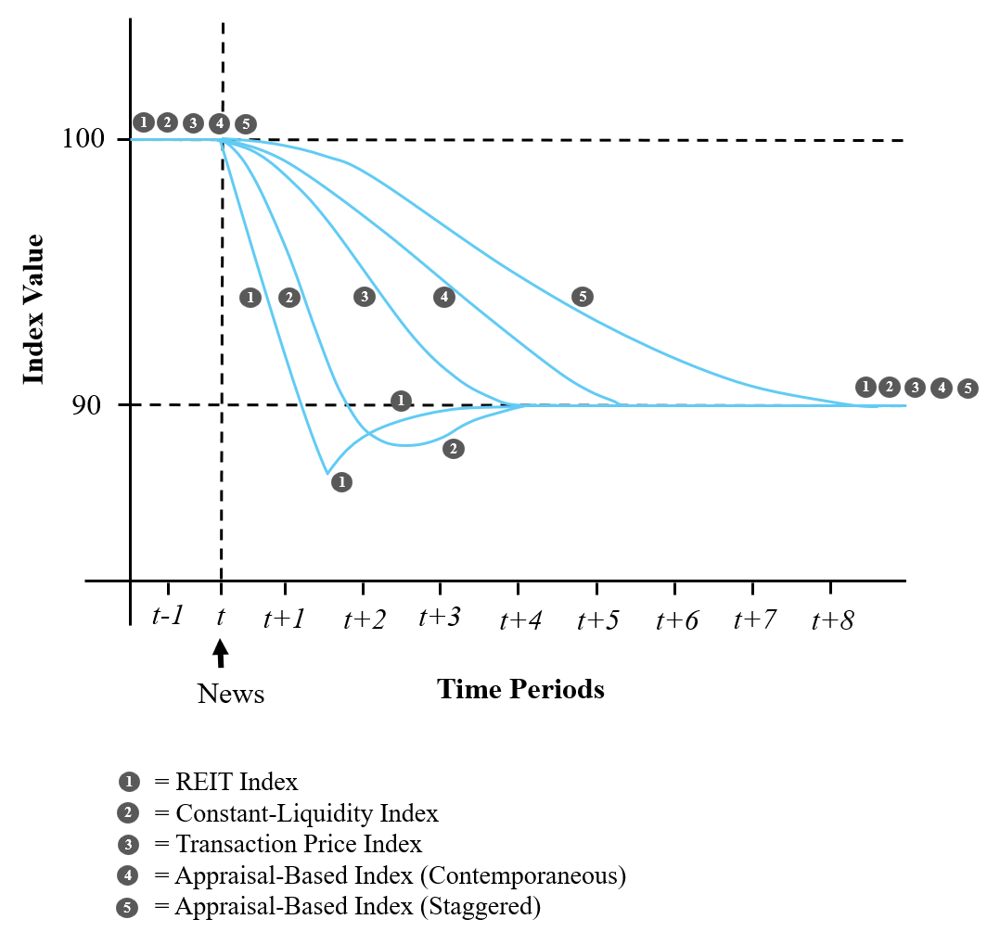 1 2 3 4 5
100
Index Value
1 2 3 4 5
1 2 3 4 5
90
1
2
1
t-1 t t+1 t+2 t+3 t+4 t+5 t+6 t+7 t+8
News
Time Periods
1 = REIT Index
2 = Constant-Liquidity Index
3 = Transaction Price Index
4 = Appraisal-Based Index (Contemporaneous)
5 = Appraisal-Based Index (Staggered)